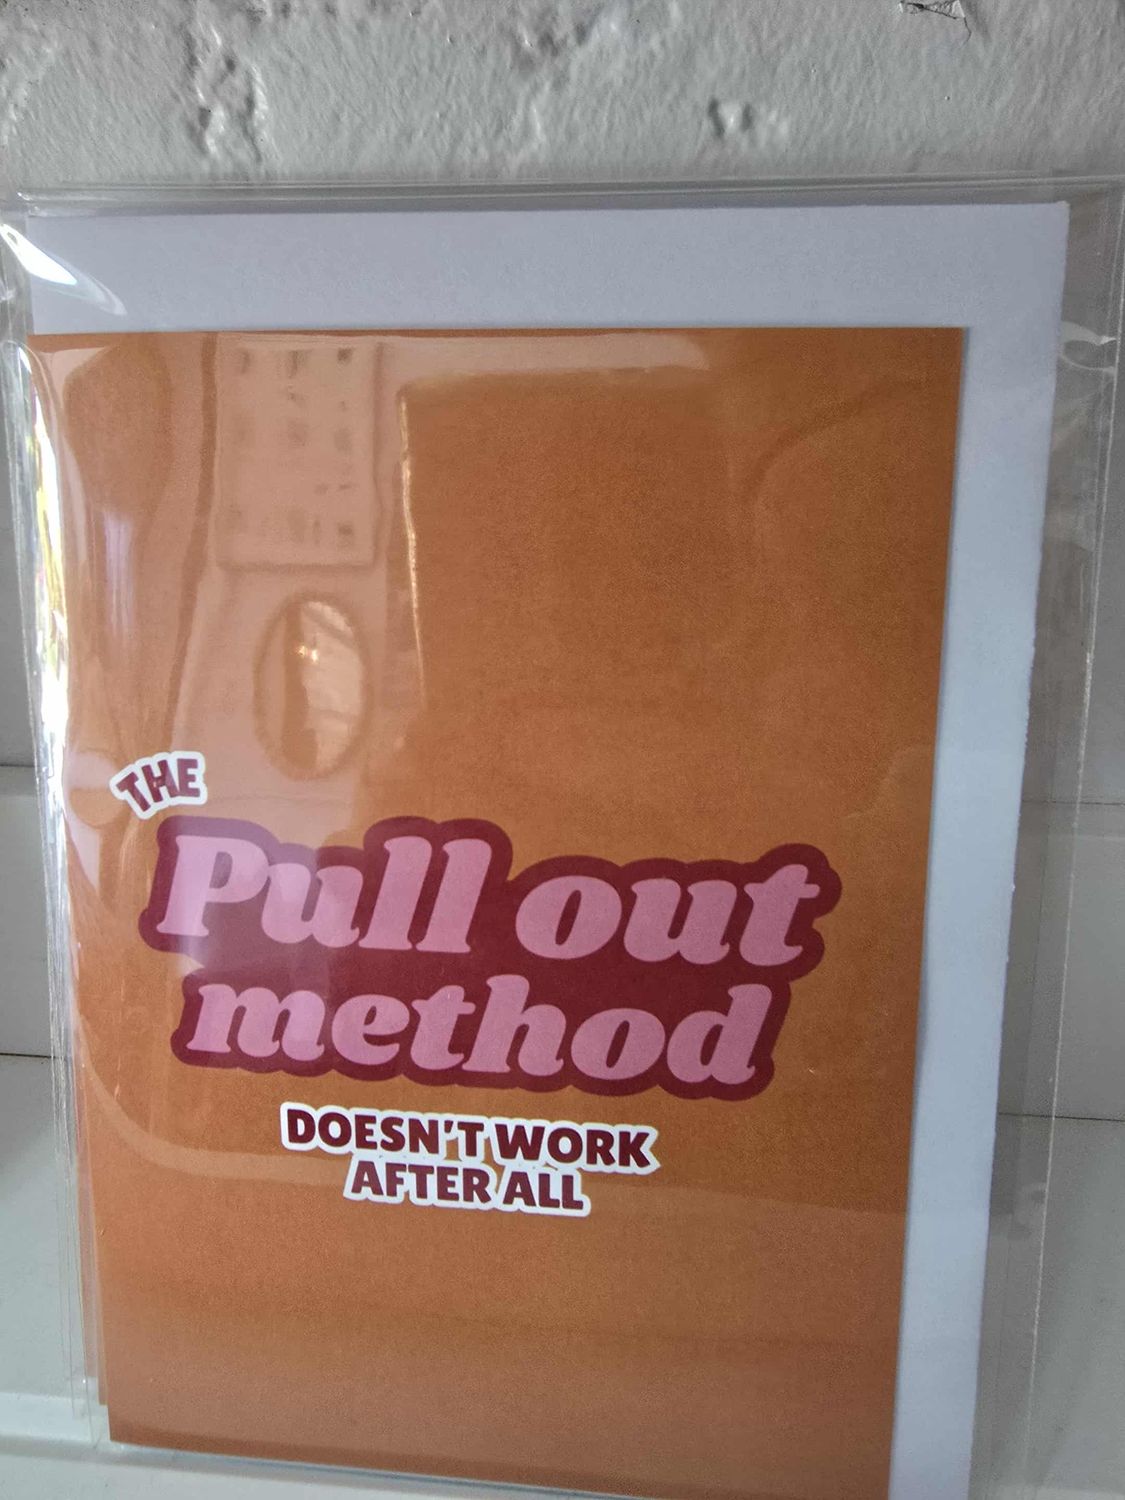 THE
Pull out
method
DOESN'T WORK
AFTER ALL